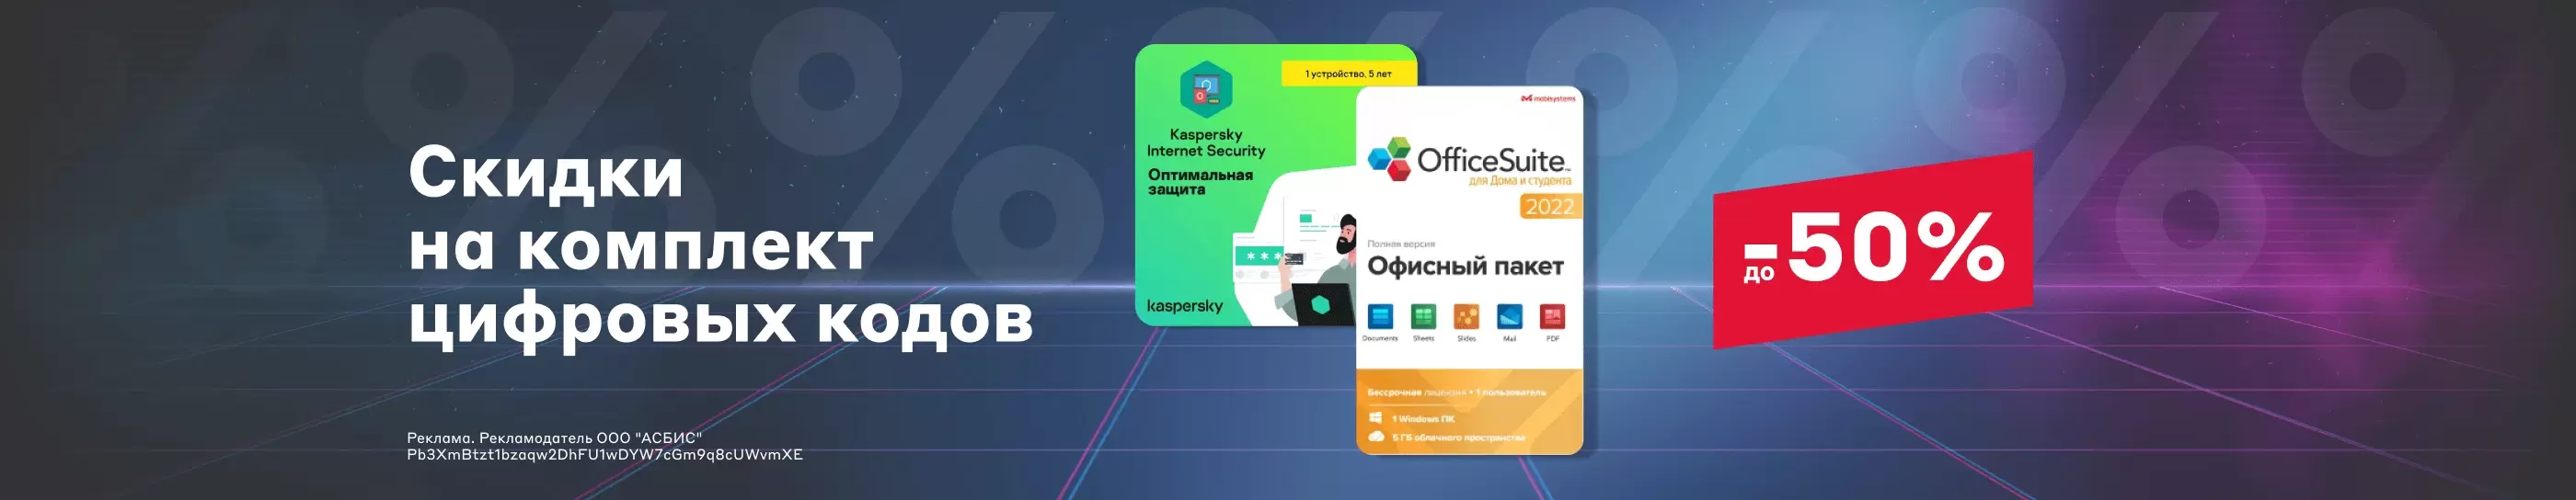 Скидки
на комплект
цифровых кодов
Реклама. Рекламодатель ООО "АСБИС"
Pb3XmBtzt1bzaqw2DhFU1wDYW7cGm9q8cUWvmXE
1 устройство, 5 лет
Kaspersky
Internet Security
Оптимальная
защита
***
kaspersky
mobisystems
OfficeSuite
для Дома и студента
2022
Полная версия
Офисный пакет
Documents Sheets Slides Mail PDF
Бессрочная лицензия • 1 пользователь
1 Windows ПК
5 ГБ облачного пространства
до -50%